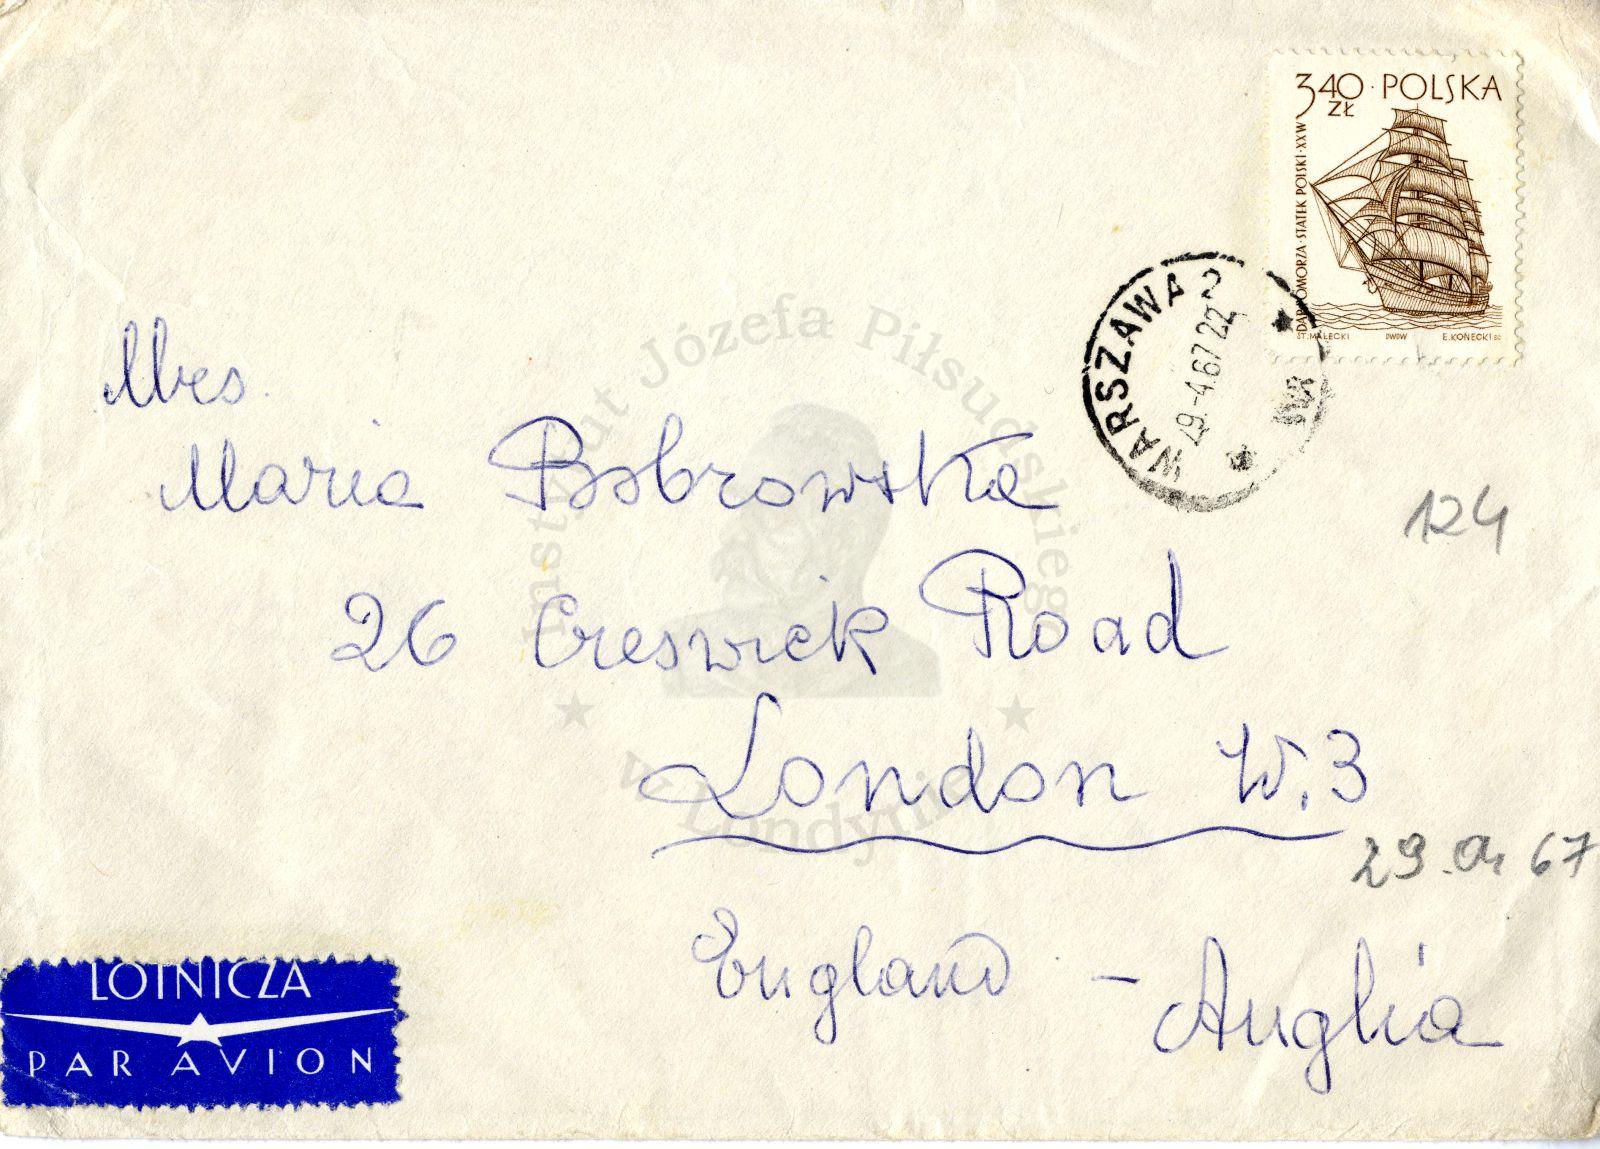 3,40 ZŁ · POLSKA
DAR POMORZA · STATEK POLSKI · XX W
ST. MAŁECKI PWPW E. KONECKI SC
WARSZAWA 2
29.-4.67 22
Mrs.
Maria Bobrowska
124
26 Creswick Road
London W.3
29.04 67
England - Anglia
LOTNICZA
PAR AVION
Instytut Józefa Piłsudskiego
w Londynie